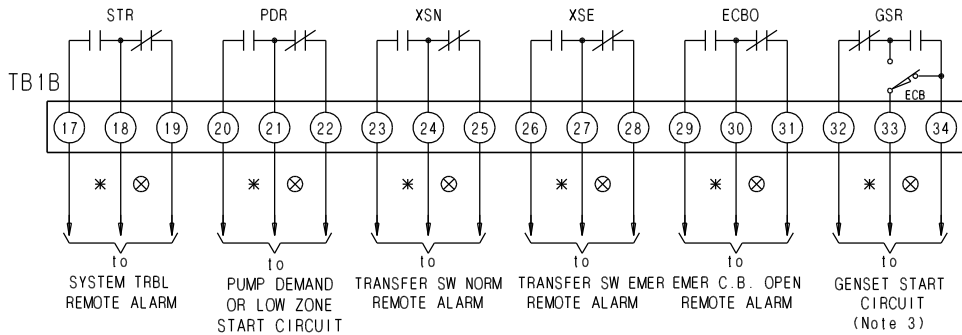 STR PDR XSN XSE ECBO GSR
TB1B
ECB
17 18 19 20 21 22 23 24 25 26 27 28 29 30 31 32 33 34
to to to to to to
SYSTEM TRBL PUMP DEMAND TRANSFER SW NORM TRANSFER SW EMER EMER C.B. OPEN GENSET START
REMOTE ALARM OR LOW ZONE REMOTE ALARM REMOTE ALARM REMOTE ALARM CIRCUIT
START CIRCUIT (Note 3)